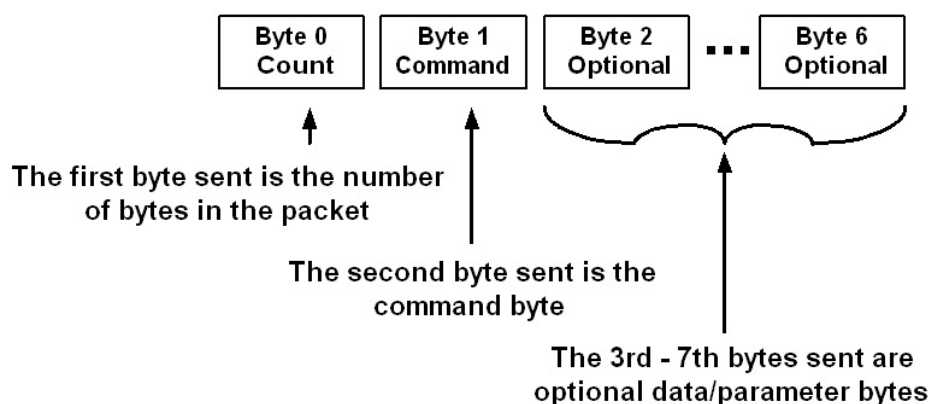 Byte 0
Count
Byte 1
Command
Byte 2
Optional
...
Byte 6
Optional
The first byte sent is the number
of bytes in the packet
The second byte sent is the
command byte
The 3rd - 7th bytes sent are
optional data/parameter bytes